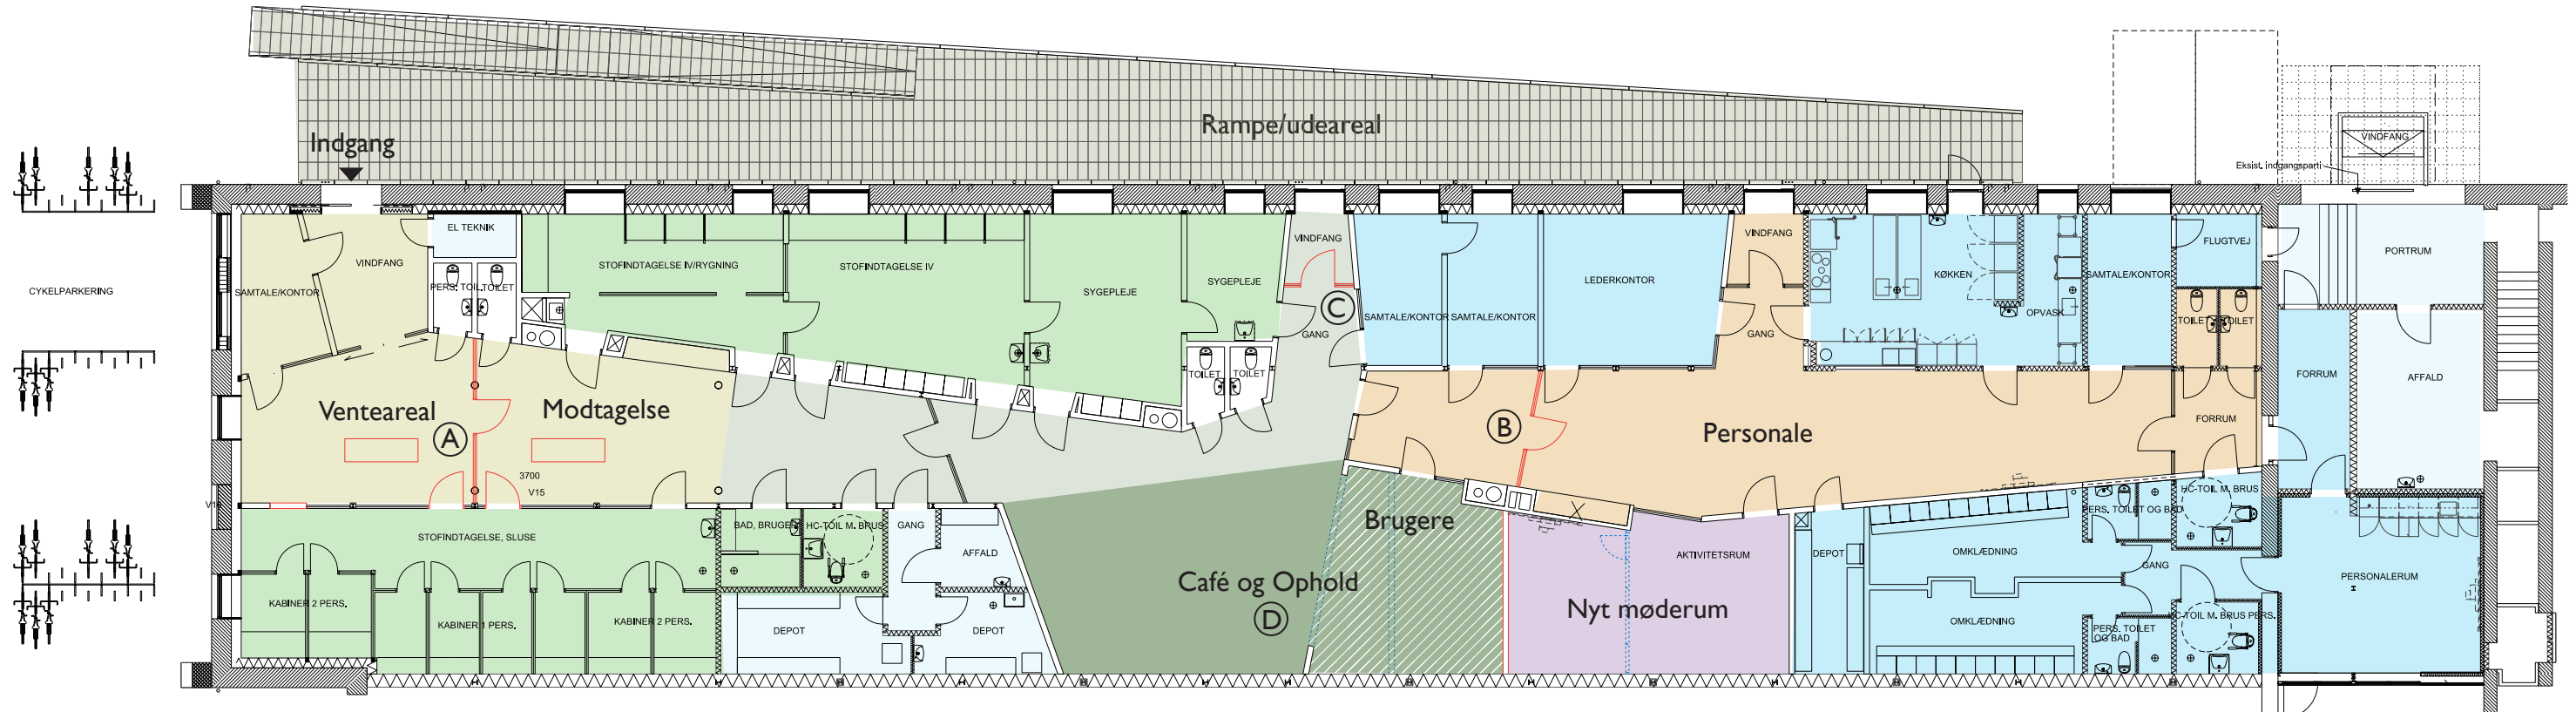 Rampe/udeareal
Indgang
VINDFANG
Eksist. indgangsparti
CYKELPARKERING
EL TEKNIK
VINDFANG
SAMTALE/KONTOR
PERS. TOIL.
TOILET
STOFINDTAGELSE IV/RYGNING
STOFINDTAGELSE IV
SYGEPLEJE
SYGEPLEJE
VINDFANG
C
GANG
TOILET
TOILET
SAMTALE/KONTOR
SAMTALE/KONTOR
LEDERKONTOR
VINDFANG
GANG
KØKKEN
OPVASK
SAMTALE/KONTOR
FLUGTVEJ
TOILET
TOILET
PORTRUM
FORRUM
AFFALD
Venteareal
A
Modtagelse
3700
V15
B
Personale
FORRUM
STOFINDTAGELSE, SLUSE
KABINER 2 PERS.
KABINER 1 PERS.
KABINER 2 PERS.
BAD, BRUGER
HC-TOIL M. BRUS
GANG
AFFALD
DEPOT
DEPOT
Café og Ophold
D
Brugere
Nyt møderum
AKTIVITETSRUM
DEPOT
OMKLÆDNING
OMKLÆDNING
PERS. TOILET OG BAD
HC-TOIL M. BRUS
GANG
PERS. TOILET
OG BAD
HC-TOIL M. BRUS PERS.
PERSONALERUM